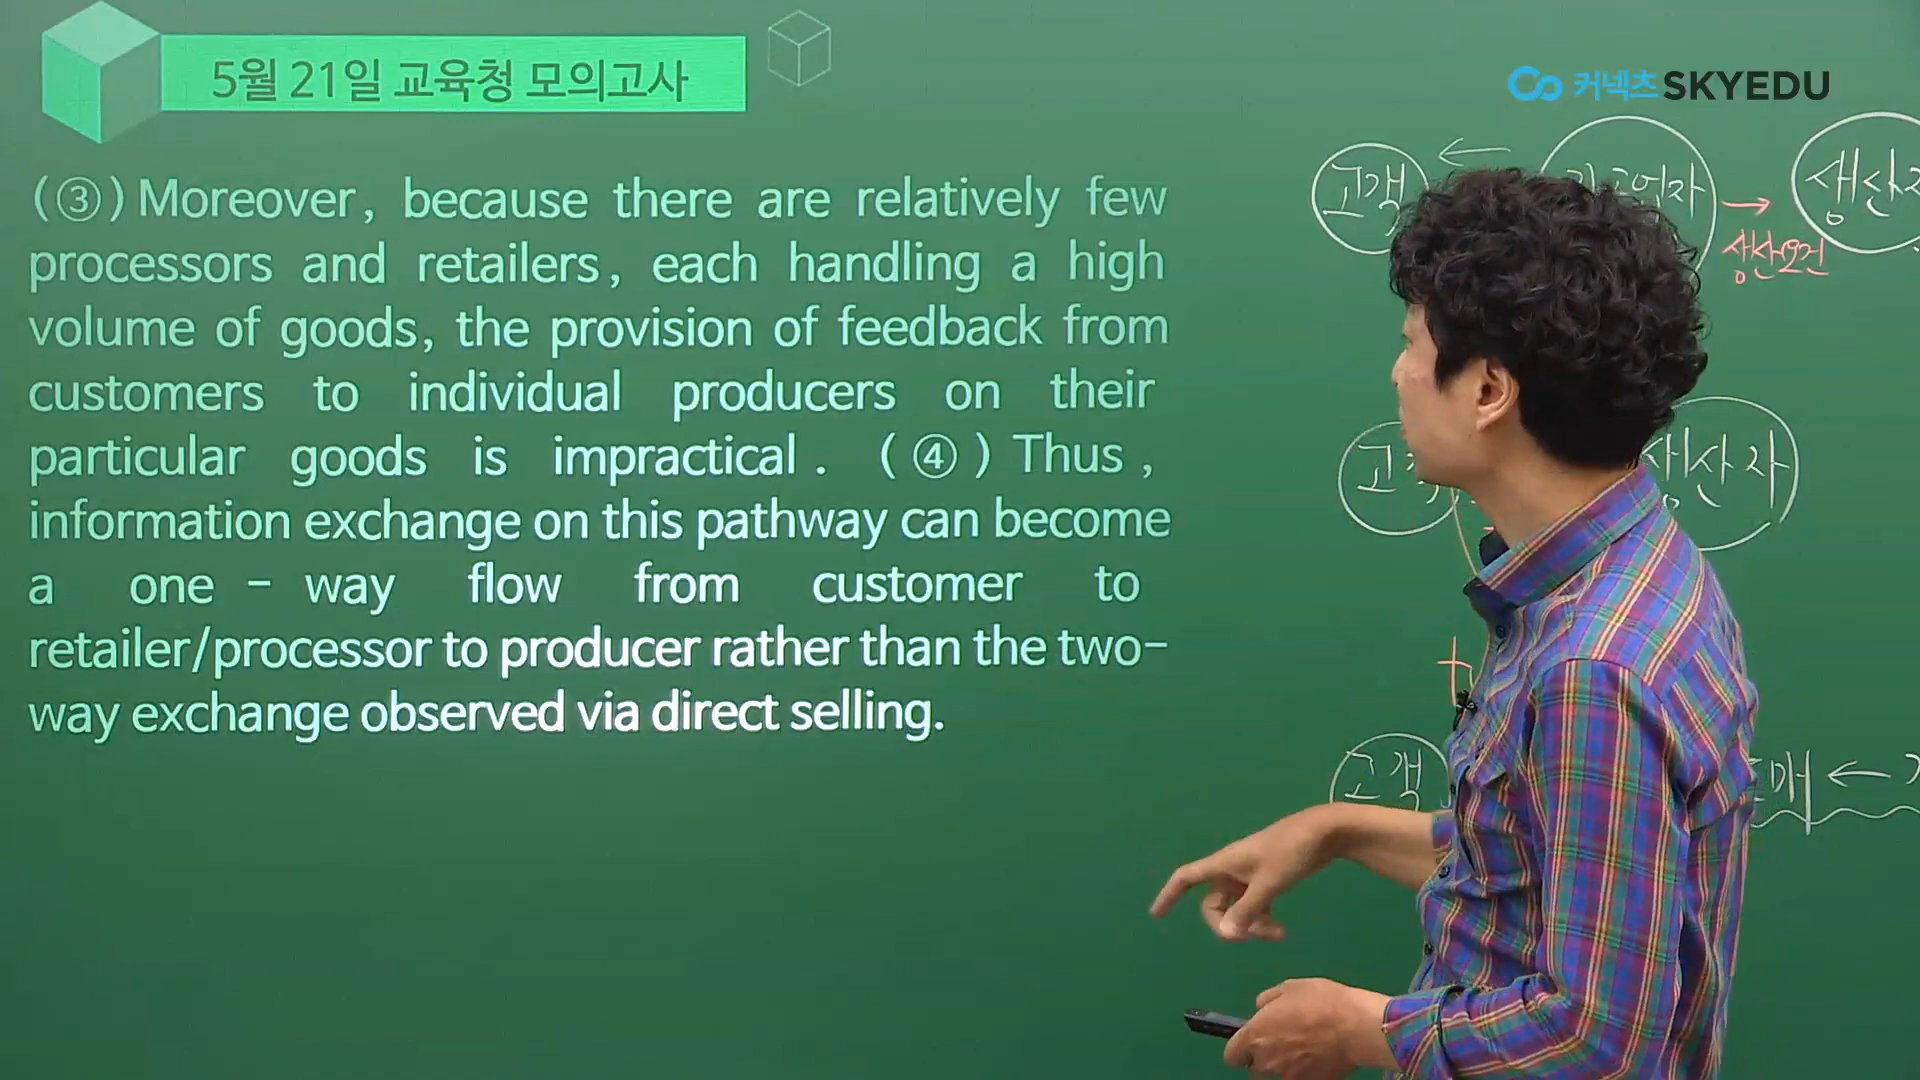 5월 21일 교육청 모의고사
커넥츠 SKYEDU
(③) Moreover, because there are relatively few
processors and retailers, each handling a high
volume of goods, the provision of feedback from
customers to individual producers on their
particular goods is impractical. (④) Thus,
information exchange on this pathway can become
a one-way flow from customer to
retailer/processor to producer rather than the two-
way exchange observed via direct selling.
고객 ←
→
생산
생산요건
생산자
고객
매 ←